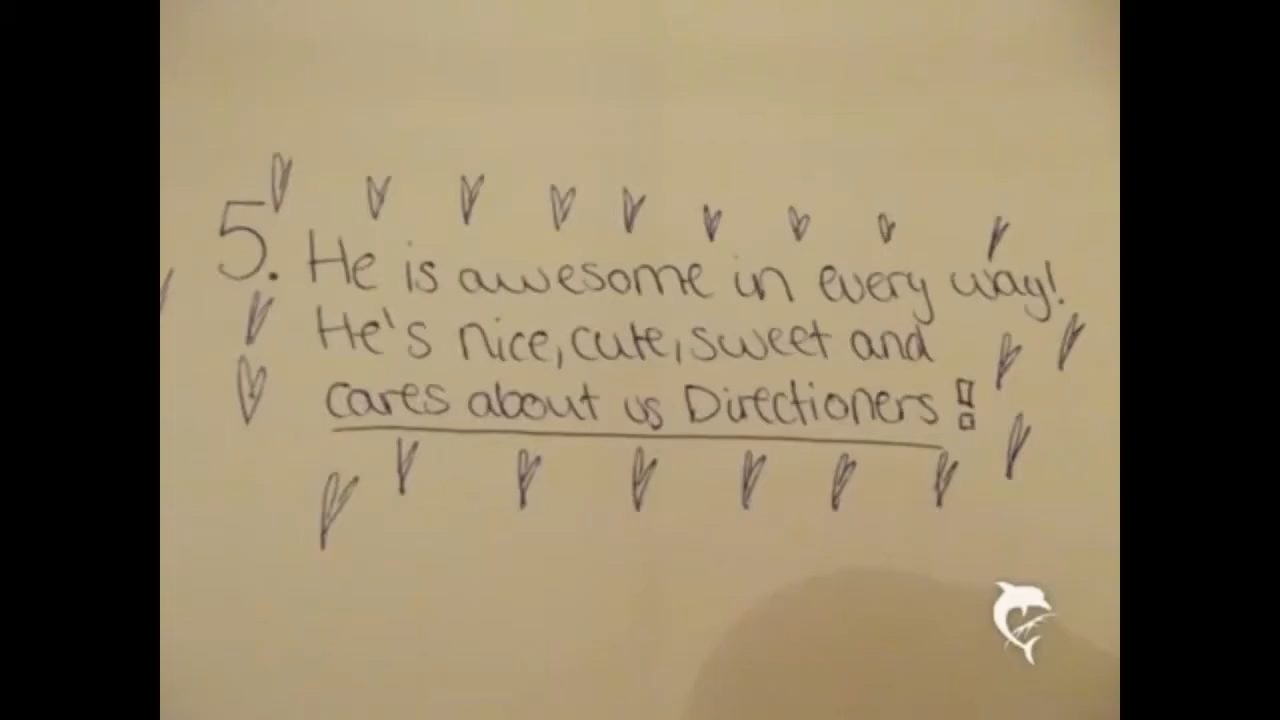 5. He is awesome in every way!
He's nice, cute, sweet and
cares about us Directioners!